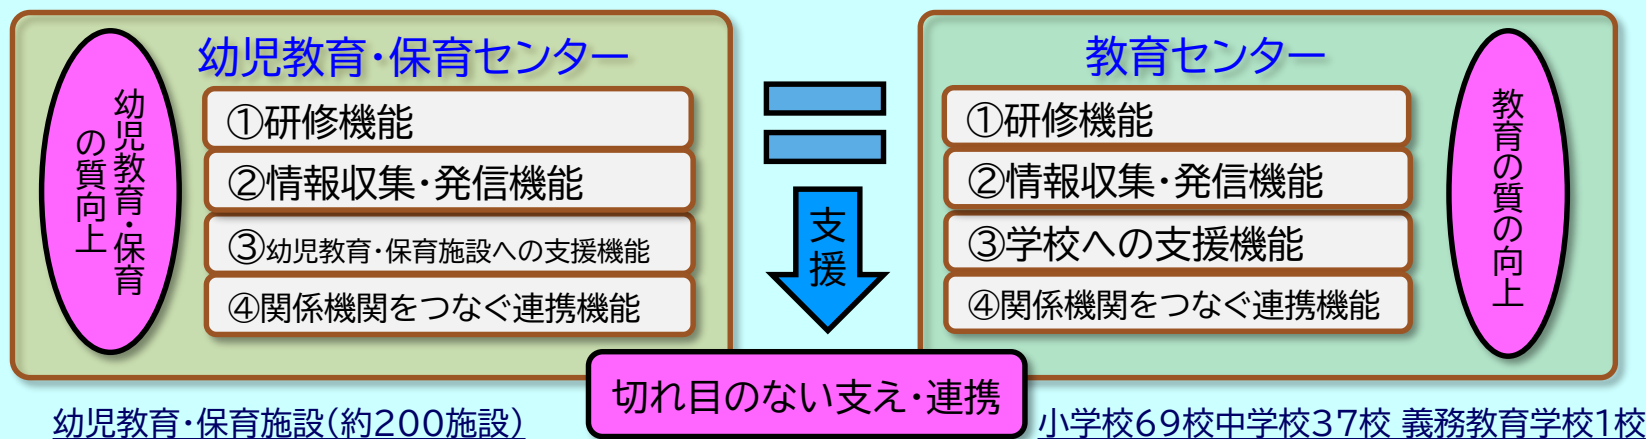 幼児教育・保育センター
幼児教育・保育
の質向上
①研修機能
②情報収集・発信機能
③幼児教育・保育施設への支援機能
④関係機関をつなぐ連携機能
支援
教育センター
①研修機能
②情報収集・発信機能
③学校への支援機能
④関係機関をつなぐ連携機能
教育の質の向上
切れ目のない支え・連携
幼児教育・保育施設(約200施設)
小学校69校中学校37校 義務教育学校1校